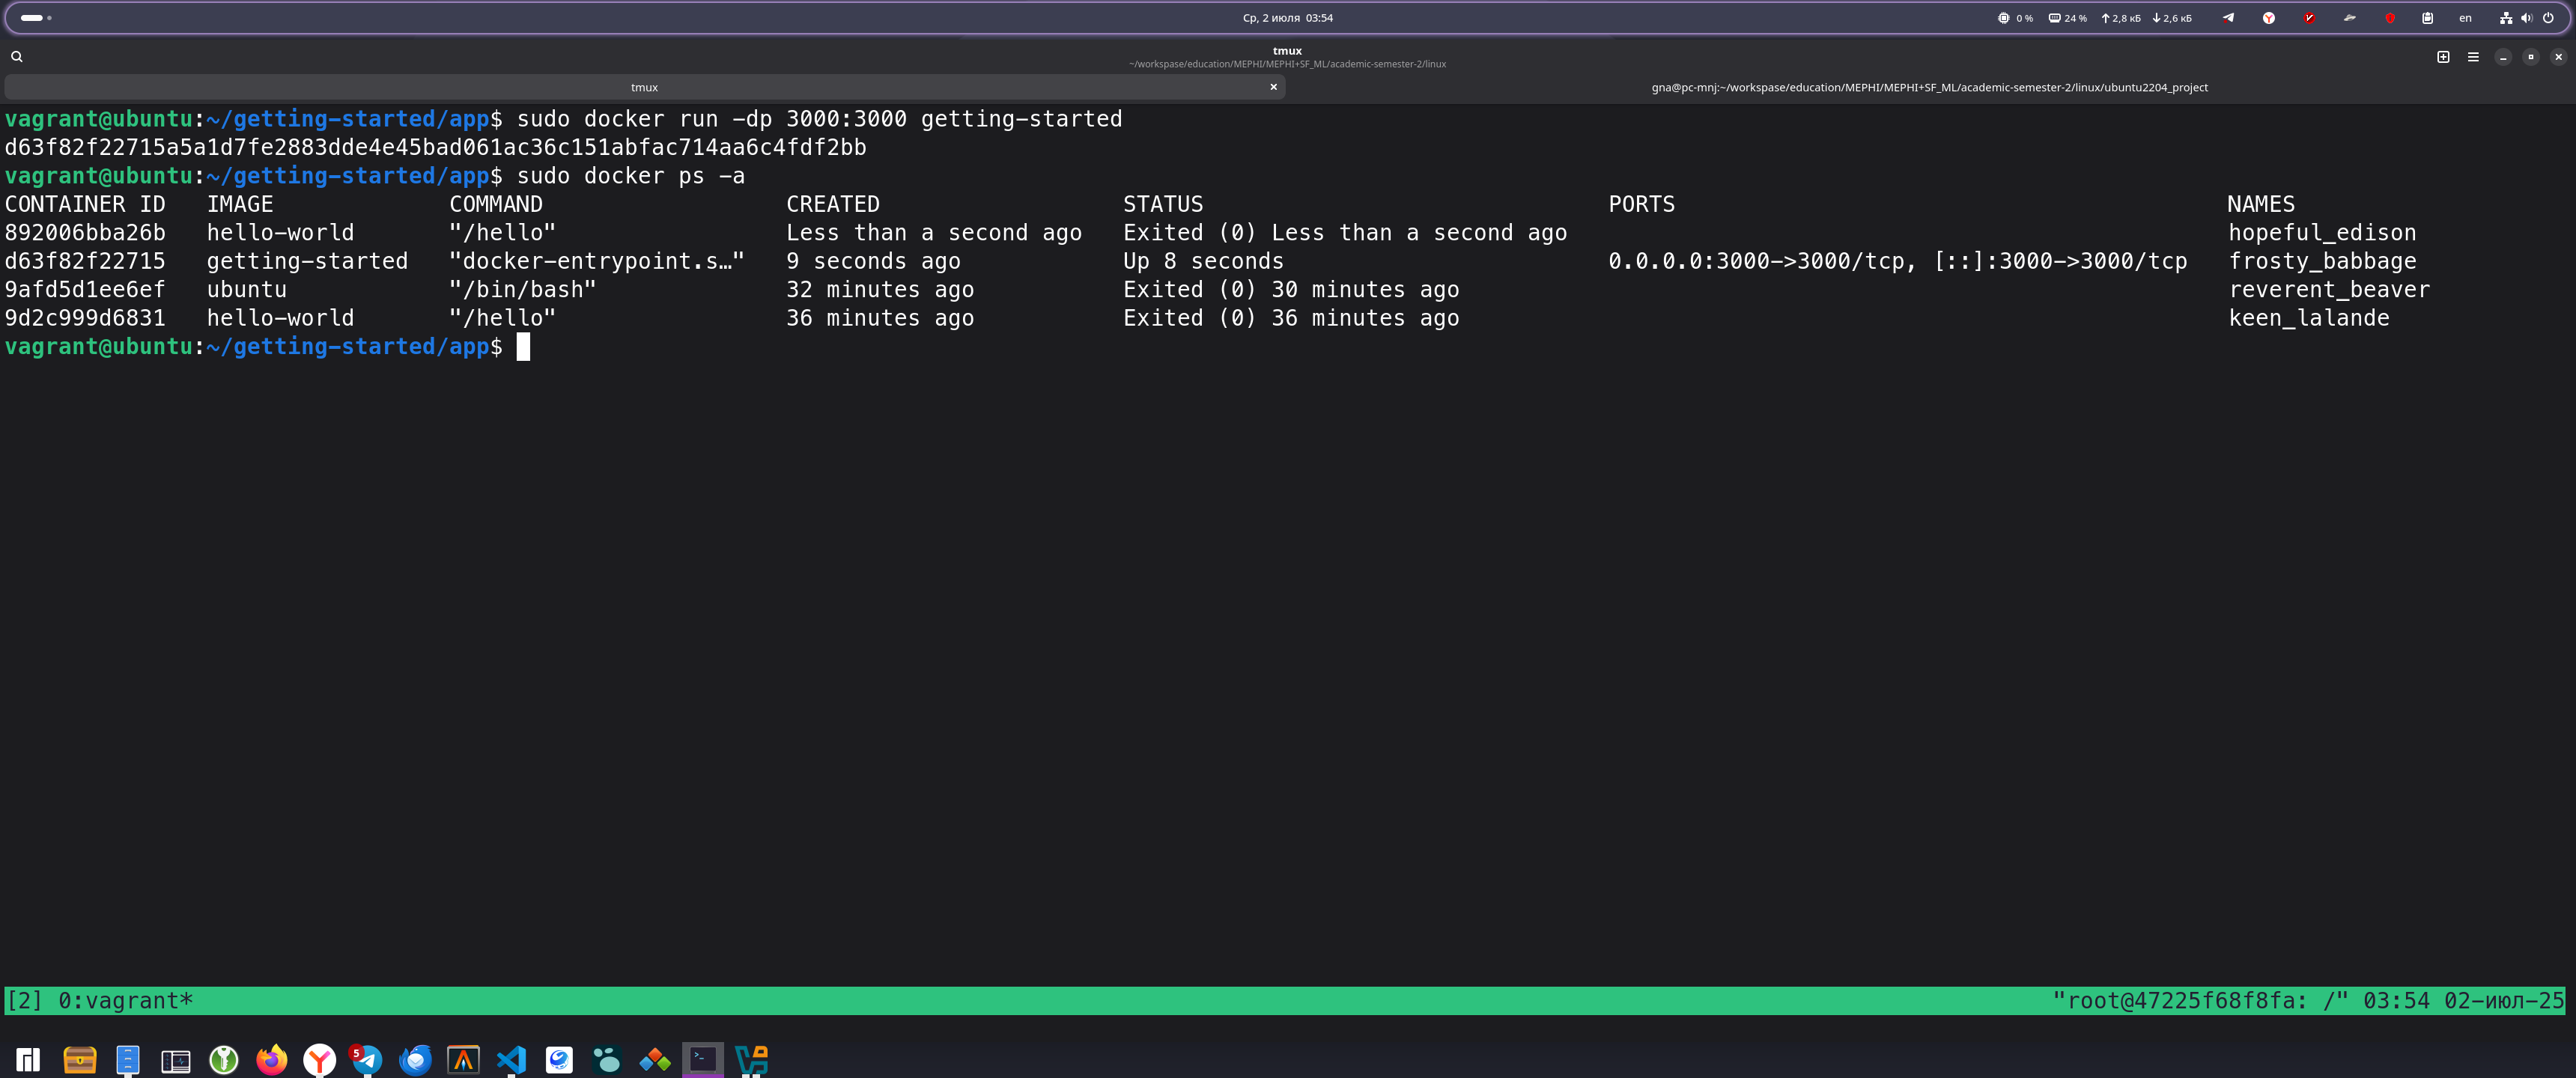 Ср, 2 июля 03:54
0 % 24 % 2,8 кБ 2,6 кБ en
tmux
~/workspase/education/MEPHI/MEPHI+SF_ML/academic-semester-2/linux
tmux
gna@pc-mnj:~/workspase/education/MEPHI/MEPHI+SF_ML/academic-semester-2/linux/ubuntu2204_project
vagrant@ubuntu:~/getting-started/app$ sudo docker run -dp 3000:3000 getting-started
d63f82f22715a5a1d7fe2883dde4e45bad061ac36c151abfac714aa6c4fdf2bb
vagrant@ubuntu:~/getting-started/app$ sudo docker ps -a
CONTAINER ID IMAGE COMMAND CREATED STATUS PORTS NAMES
892006bba26b hello-world "/hello" Less than a second ago Exited (0) Less than a second ago hopeful_edison
d63f82f22715 getting-started "docker-entrypoint.s…" 9 seconds ago Up 8 seconds 0.0.0.0:3000->3000/tcp, [::]:3000->3000/tcp frosty_babbage
9afd5d1ee6ef ubuntu "/bin/bash" 32 minutes ago Exited (0) 30 minutes ago reverent_beaver
9d2c999d6831 hello-world "/hello" 36 minutes ago Exited (0) 36 minutes ago keen_lalande
vagrant@ubuntu:~/getting-started/app$
[2] 0:vagrant* "root@47225f68f8fa: /" 03:54 02-июл-25
5